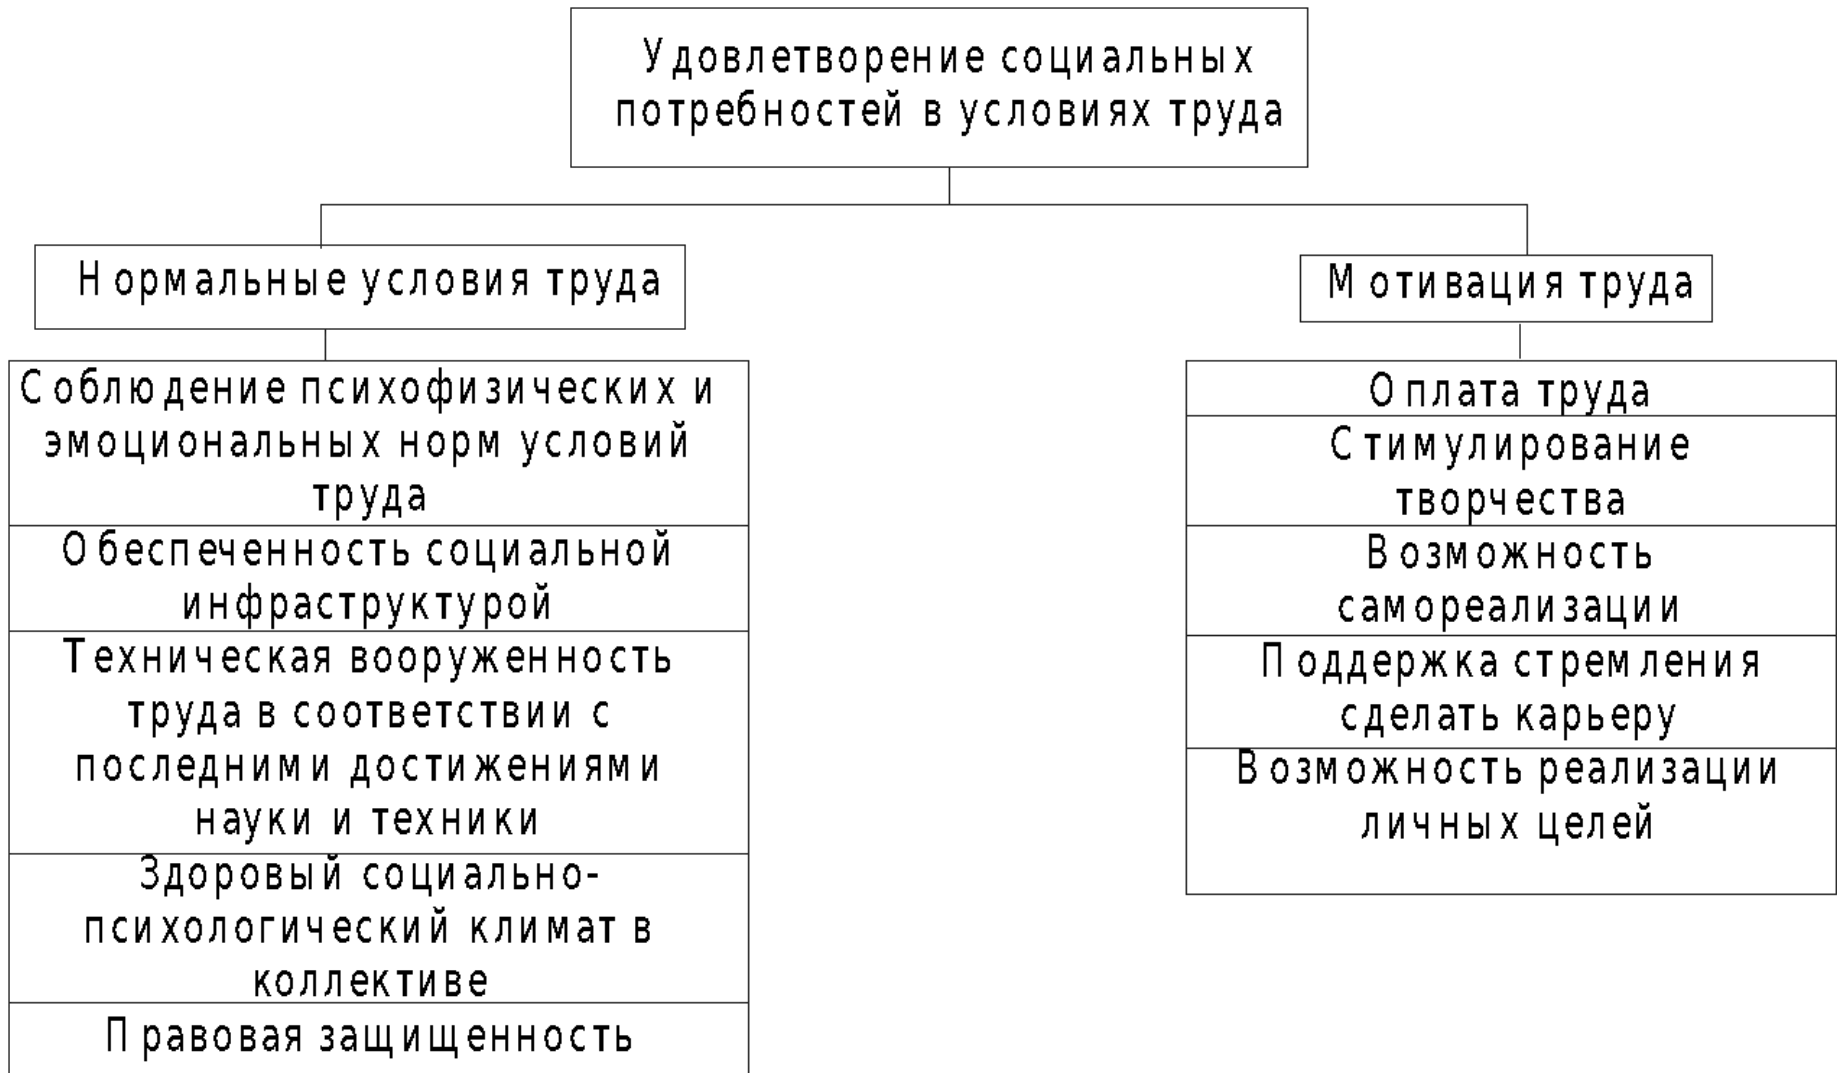 Удовлетворение социальных
потребностей в условиях труда
Нормальные условия труда
Соблюдение психофизических и
эмоциональных норм условий
труда
Обеспеченность социальной
инфраструктурой
Техническая вооруженность
труда в соответствии с
последними достижениями
науки и техники
Здоровый социально-
психологический климат в
коллективе
Правовая защищенность
Мотивация труда
Оплата труда
Стимулирование
творчества
Возможность
самореализации
Поддержка стремления
сделать карьеру
Возможность реализации
личных целей